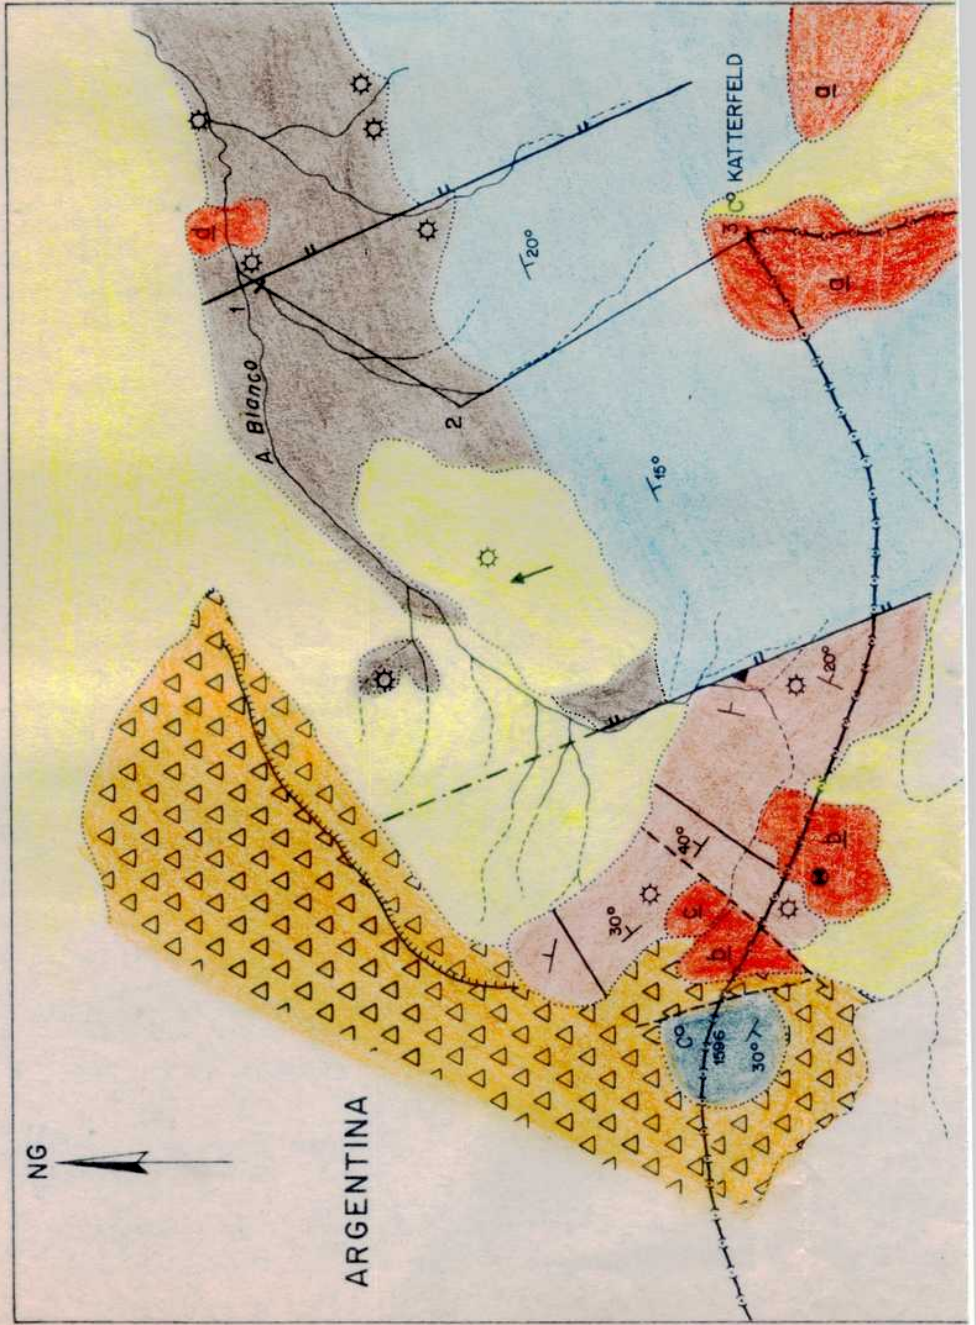 NG
d
1
A Blanco
ARGENTINA
2
20°
30°
15°
40°
Cº
1596
c
b
3
Cº KATTERFELD
30°
a
20°
b
a